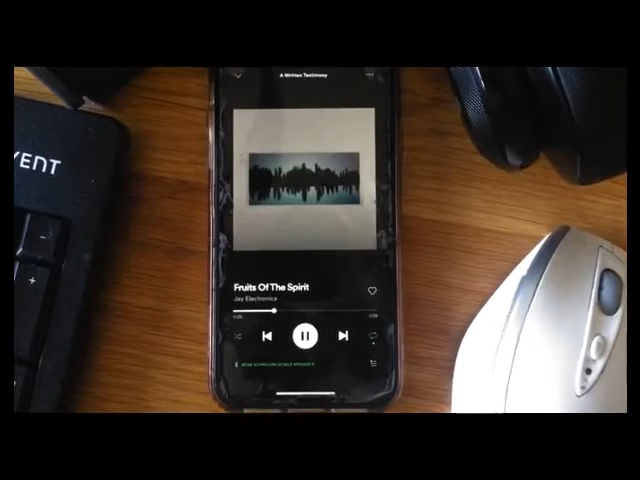 A Written Testimony
VENT
Fruits Of The Spirit
Jay Electronica